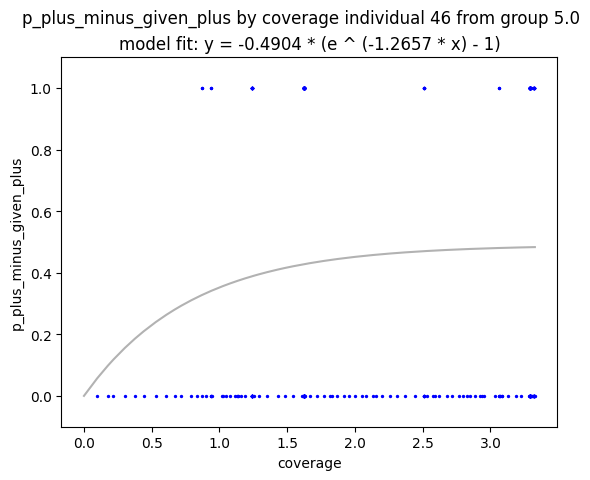 p_plus_minus_given_plus by coverage individual 46 from group 5.0
model fit: y = -0.4904 * (e ^ (-1.2657 * x) - 1)
p_plus_minus_given_plus
1.0
0.8
0.6
0.4
0.2
0.0
0.0 0.5 1.0 1.5 2.0 2.5 3.0
coverage